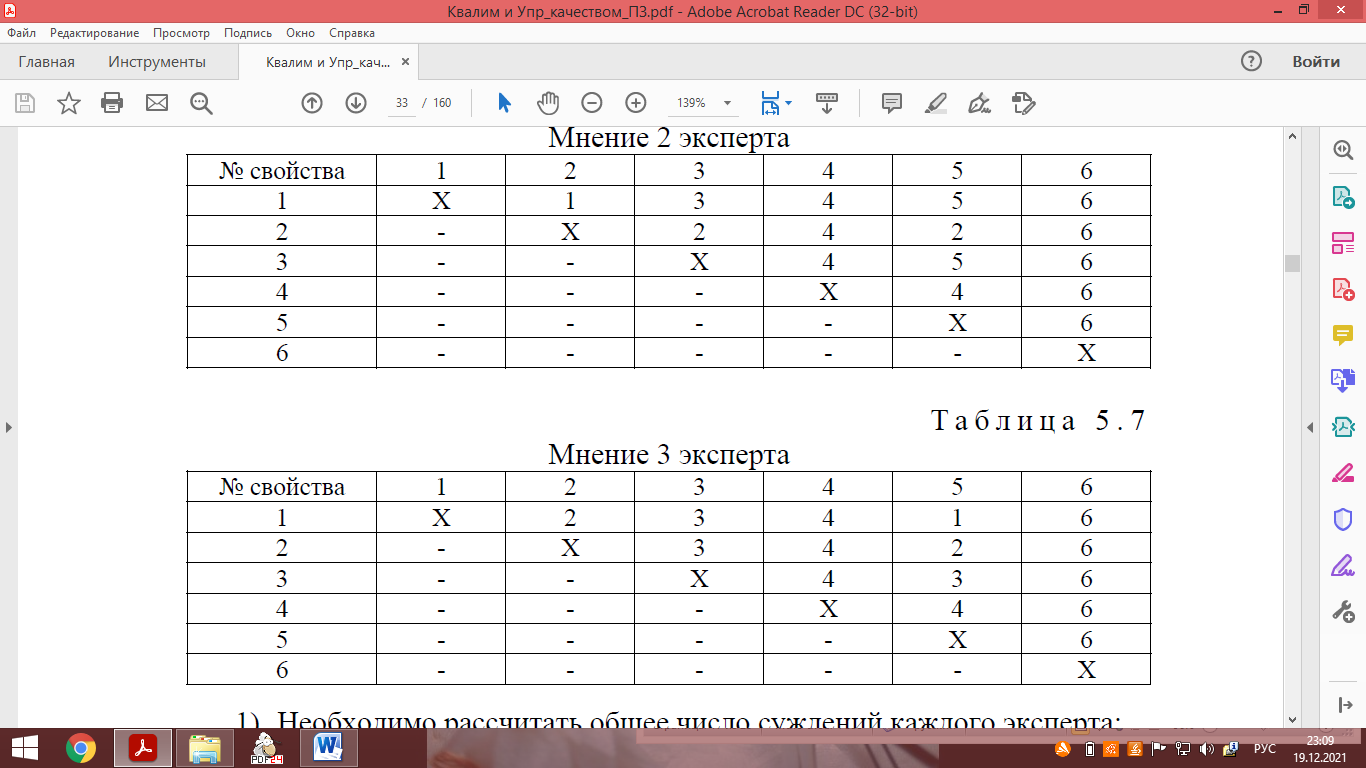 Квалим и Упр_качеством_ПЗ.pdf - Adobe Acrobat Reader DC (32-bit)
Файл Редактирование Просмотр Подпись Окно Справка
Главная Инструменты Квалим и Упр_кач... × ? Войти
33 / 160 139%
Мнение 2 эксперта
№ свойства 1 2 3 4 5 6
1 X 1 3 4 5 6
2 - X 2 4 2 6
3 - - X 4 5 6
4 - - - X 4 6
5 - - - - X 6
6 - - - - - X
Таблица 5.7
Мнение 3 эксперта
№ свойства 1 2 3 4 5 6
1 X 2 3 4 1 6
2 - X 3 4 2 6
3 - - X 4 3 6
4 - - - X 4 6
5 - - - - X 6
6 - - - - - X
1). Необходимо рассчитать общее число суждений каждого эксперта:
PDF24
РУС
23:09
19.12.2021